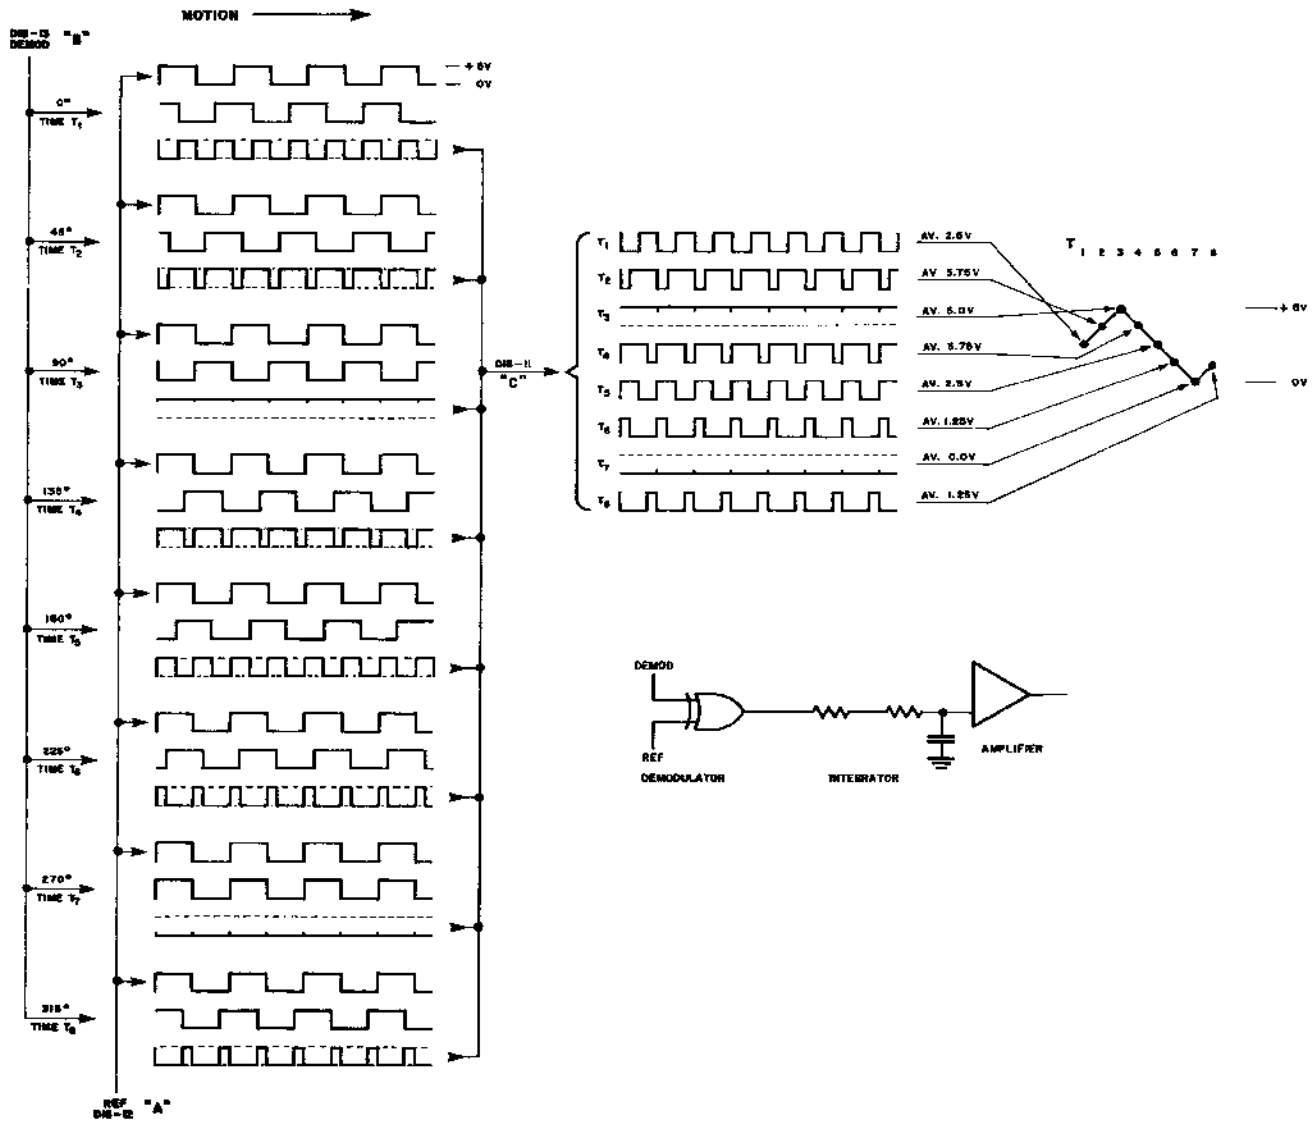 MOTION
DEMOD "B"
+ 5V
0V
0°
TIME T1
45°
TIME T2
90°
TIME T3
135°
TIME T4
180°
TIME T5
225°
TIME T6
270°
TIME T7
315°
TIME T8
REF "A"
D16-11
"C"
T1
T2
T3
T4
T5
T6
T7
T8
AV. 2.5V
AV 3.75V
AV. 5.0V
AV. 3.75V
AV. 2.5V
AV. 1.25V
AV. 0.0V
AV. 1.25V
T 1 2 3 4 5 6 7 8
+ 5V
0V
DEMOD
REF
DEMODULATOR
INTEGRATOR
AMPLIFIER